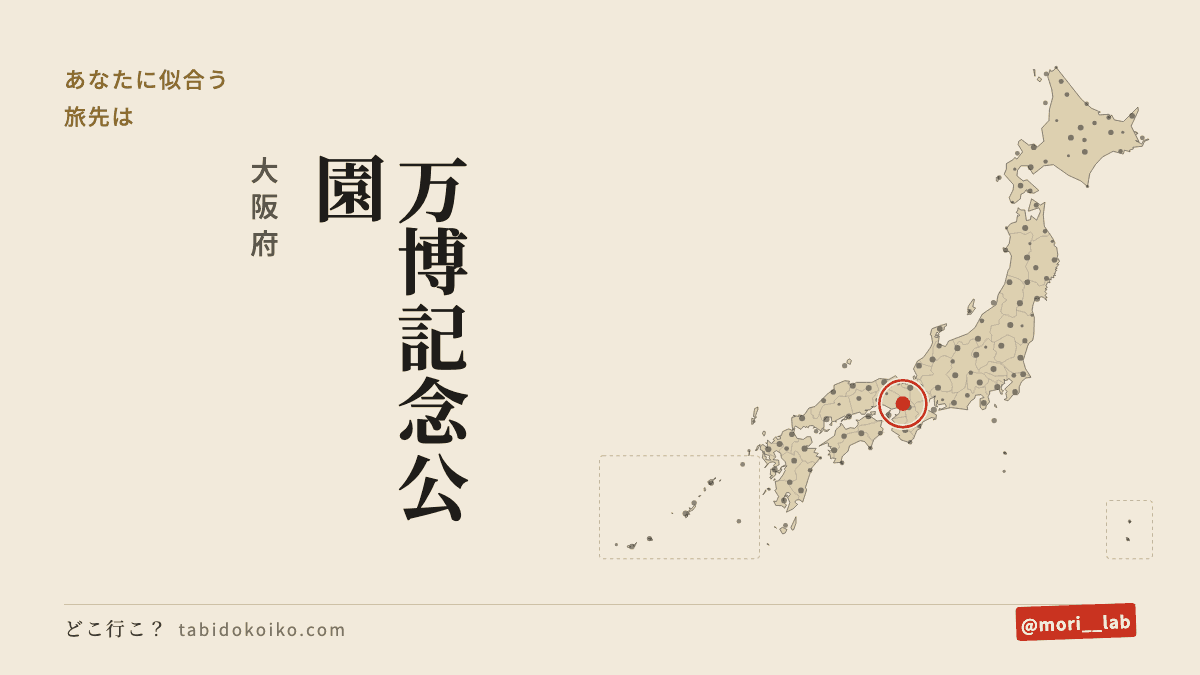 あなたに似合う
旅先は
万博記念公
園
大阪府
どこ行こ？ tabidokoiko.com
@mori__lab